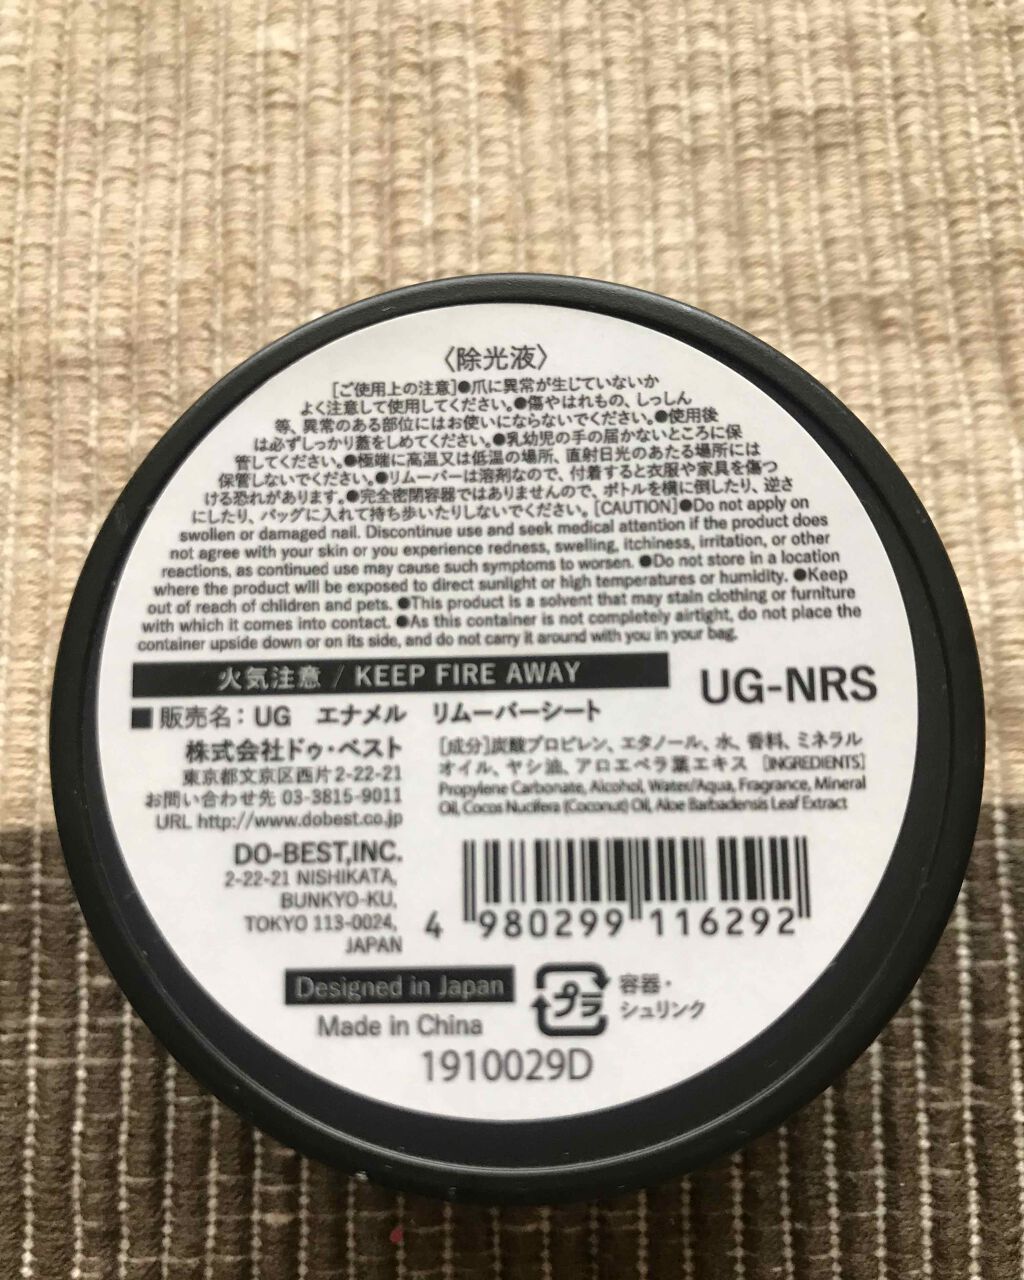 〈除光液〉
[ご使用上の注意]●爪に異常が生じていないか
よく注意して使用してください。●傷やはれもの、しっしん
等、異常のある部位にはお使いにならないでください。●使用後
は必ずしっかり蓋をしめてください。●乳幼児の手の届かないところに保
管してください。●極端に高温又は低温の場所、直射日光のあたる場所には
保管しないでください。●リムーバーは溶剤なので、付着すると衣服や家具を傷つ
ける恐れがあります。●完全密閉容器ではありませんので、ボトルを横に倒したり、逆さ
にしたり、バッグに入れて持ち歩いたりしないでください。[CAUTION]●Do not apply on
swollen or damaged nail. Discontinue use and seek medical attention if the product does
not agree with your skin or you experience redness, swelling, itchiness, irritation, or other
reactions, as continued use may cause such symptoms to worsen. ●Do not store in a location
where the product will be exposed to direct sunlight or high temperatures or humidity. ●Keep
out of reach of children and pets. ●This product is a solvent that may stain clothing or furniture
with which it comes into contact. ●As this container is not completely airtight, do not place the
container upside down or on its side, and do not carry it around with you in your bag.
火気注意 / KEEP FIRE AWAY
UG-NRS
■販売名：UG エナメル リムーバーシート
株式会社ドゥ・ベスト
東京都文京区西片2-22-21
お問い合わせ先 03-3815-9011
URL http://www.dobest.co.jp
[成分]炭酸プロピレン、エタノール、水、香料、ミネラル
オイル、ヤシ油、アロエベラ葉エキス [INGREDIENTS]
Propylene Carbonate, Alcohol, Water/Aqua, Fragrance, Mineral
Oil, Cocos Nucifera (Coconut) Oil, Aloe Barbadensis Leaf Extract
DO-BEST,INC.
2-22-21 NISHIKATA,
BUNKYO-KU,
TOKYO 113-0024,
JAPAN
4 980299 116292
Designed in Japan
Made in China
プラ
容器・
シュリンク
1910029D